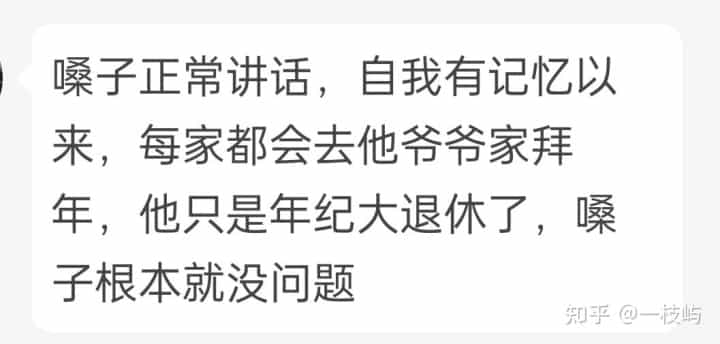 嗓子正常讲话，自我有记忆以
来，每家都会去他爷爷家拜
年，他只是年纪大退休了，嗓
子根本就没问题
知乎 @一枝屿